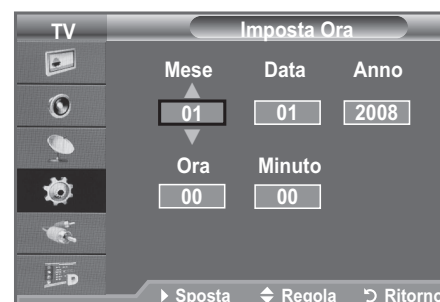 TV Imposta Ora
Mese Data Anno
01 01 2008
Ora Minuto
00 00
Sposta Regola Ritorno